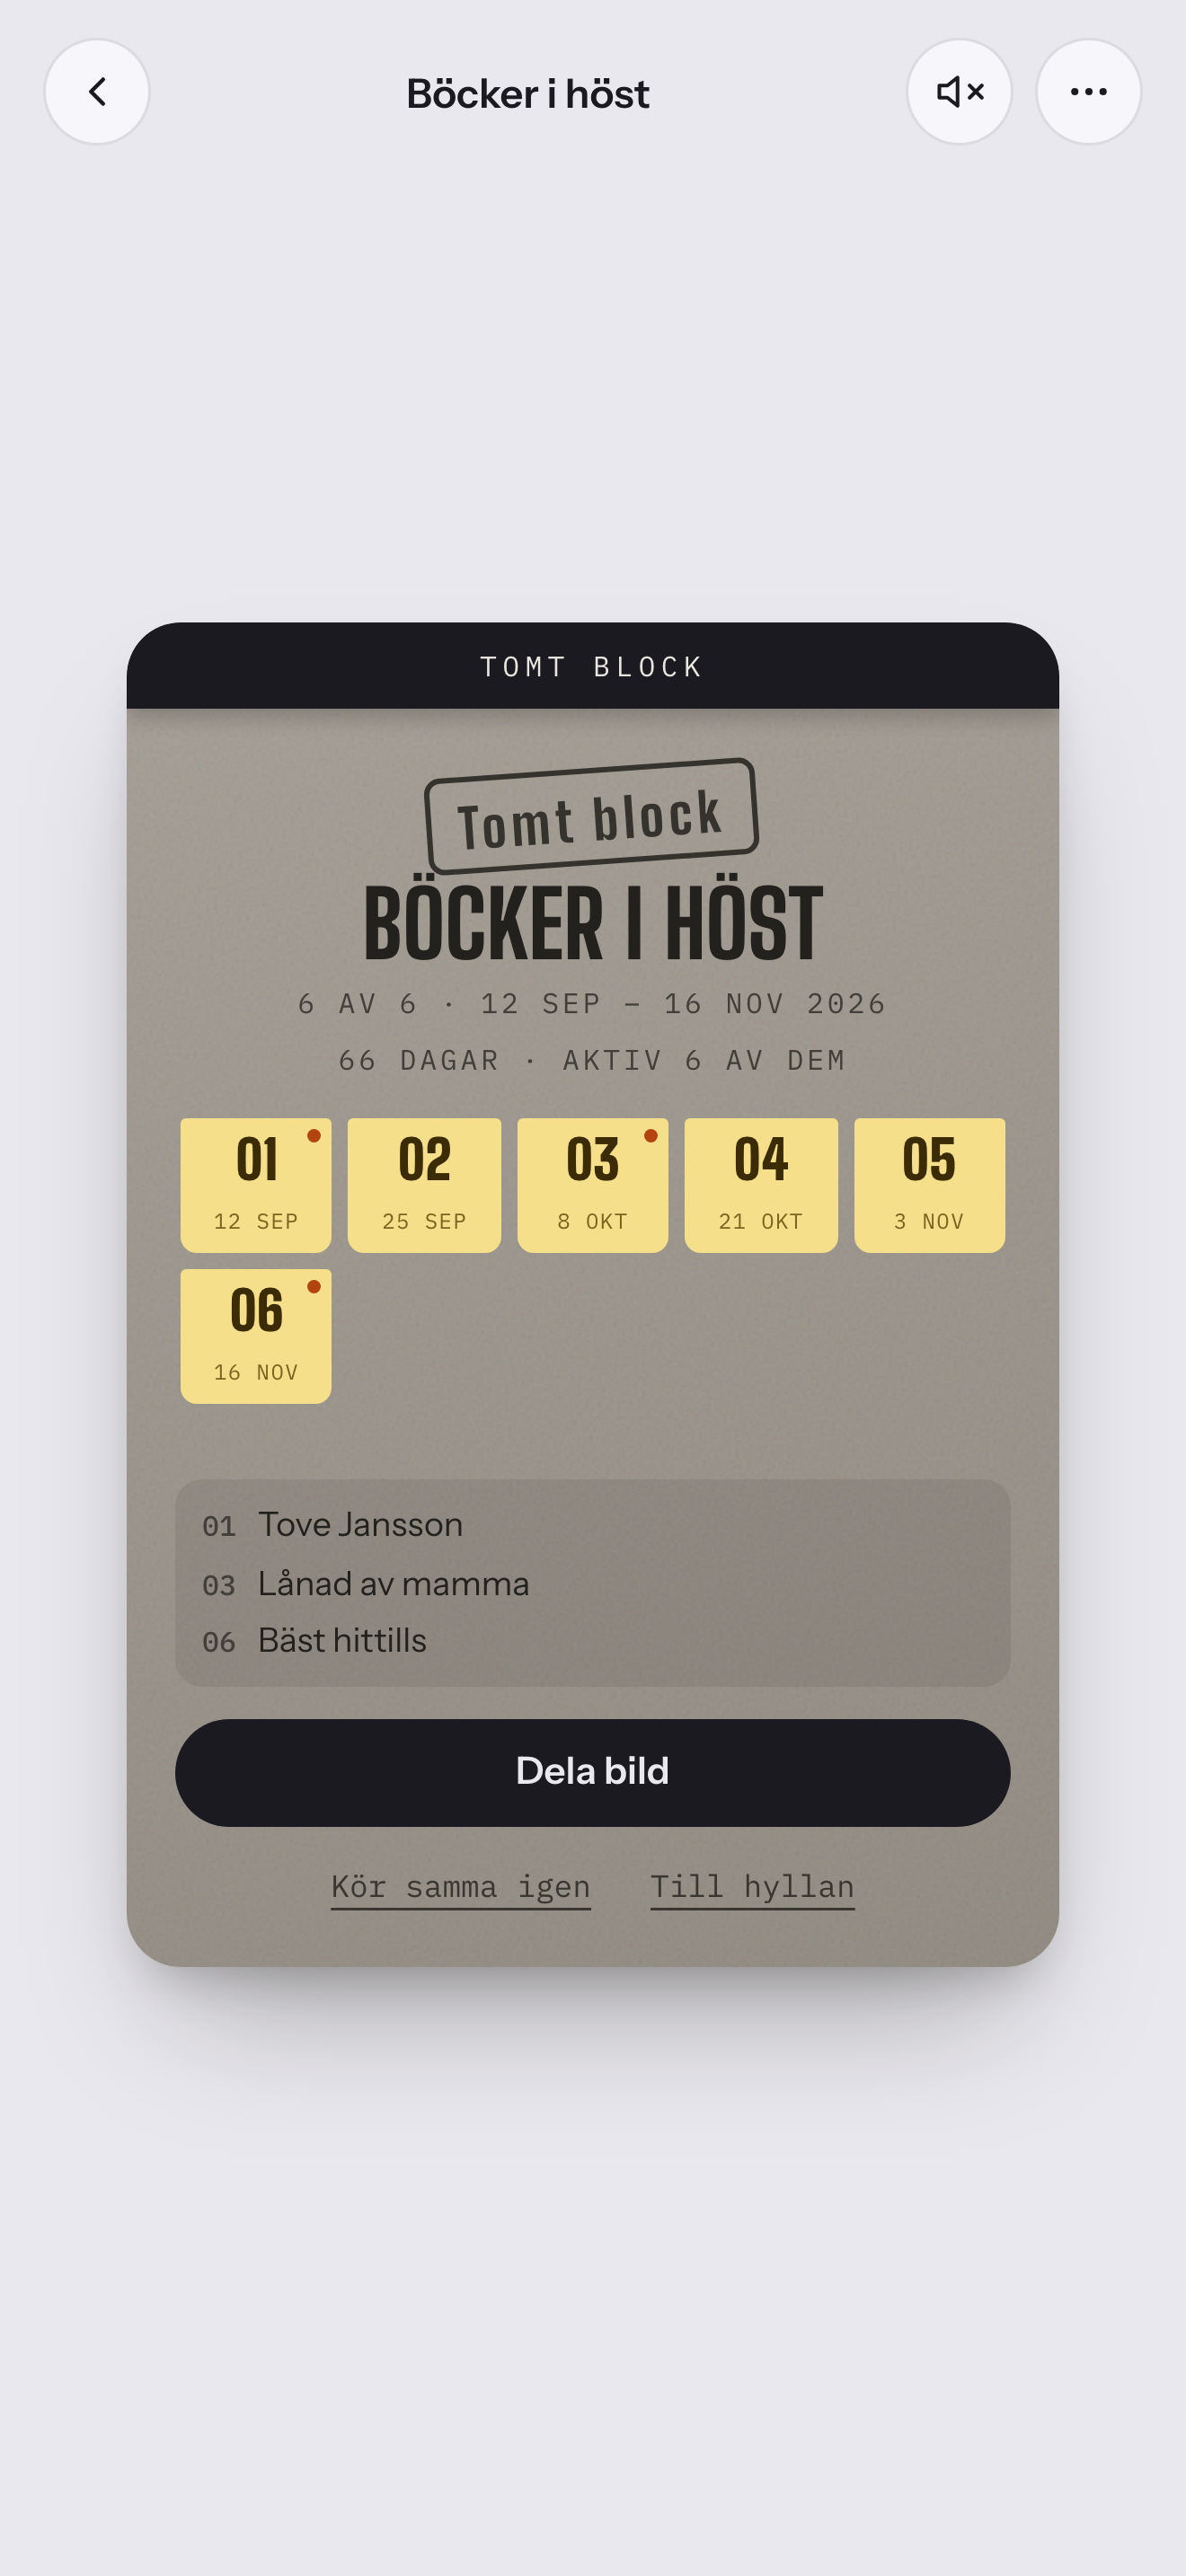 Böcker i höst
TOMT BLOCK
Tomt block
BÖCKER I HÖST
6 AV 6 · 12 SEP – 16 NOV 2026
66 DAGAR · AKTIV 6 AV DEM
01 02 03 04 05
12 SEP 25 SEP 8 OKT 21 OKT 3 NOV
06
16 NOV
01 Tove Jansson
03 Lånad av mamma
06 Bäst hittills
Dela bild
Kör samma igen Till hyllan